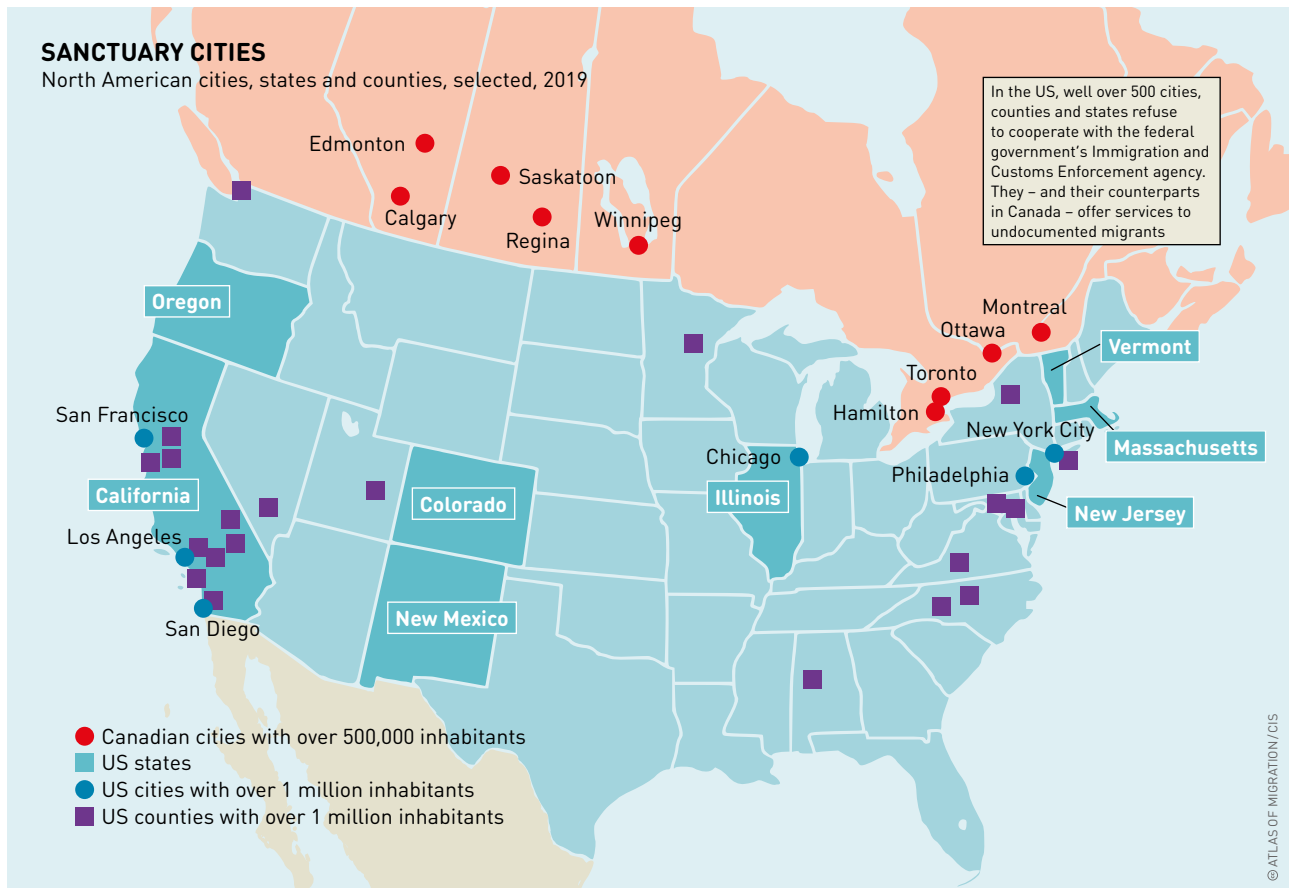 SANCTUARY CITIES
North American cities, states and counties, selected, 2019
In the US, well over 500 cities,
counties and states refuse
to cooperate with the federal
government's Immigration and
Customs Enforcement agency.
They – and their counterparts
in Canada – offer services to
undocumented migrants
Edmonton
Saskatoon
Calgary
Regina
Winnipeg
Oregon
Montreal
Ottawa
Vermont
Toronto
Hamilton
San Francisco
New York City
Massachusetts
Chicago
Philadelphia
California
Colorado
Illinois
New Jersey
Los Angeles
New Mexico
San Diego
Canadian cities with over 500,000 inhabitants
US states
US cities with over 1 million inhabitants
US counties with over 1 million inhabitants
© ATLAS OF MIGRATION / CIS